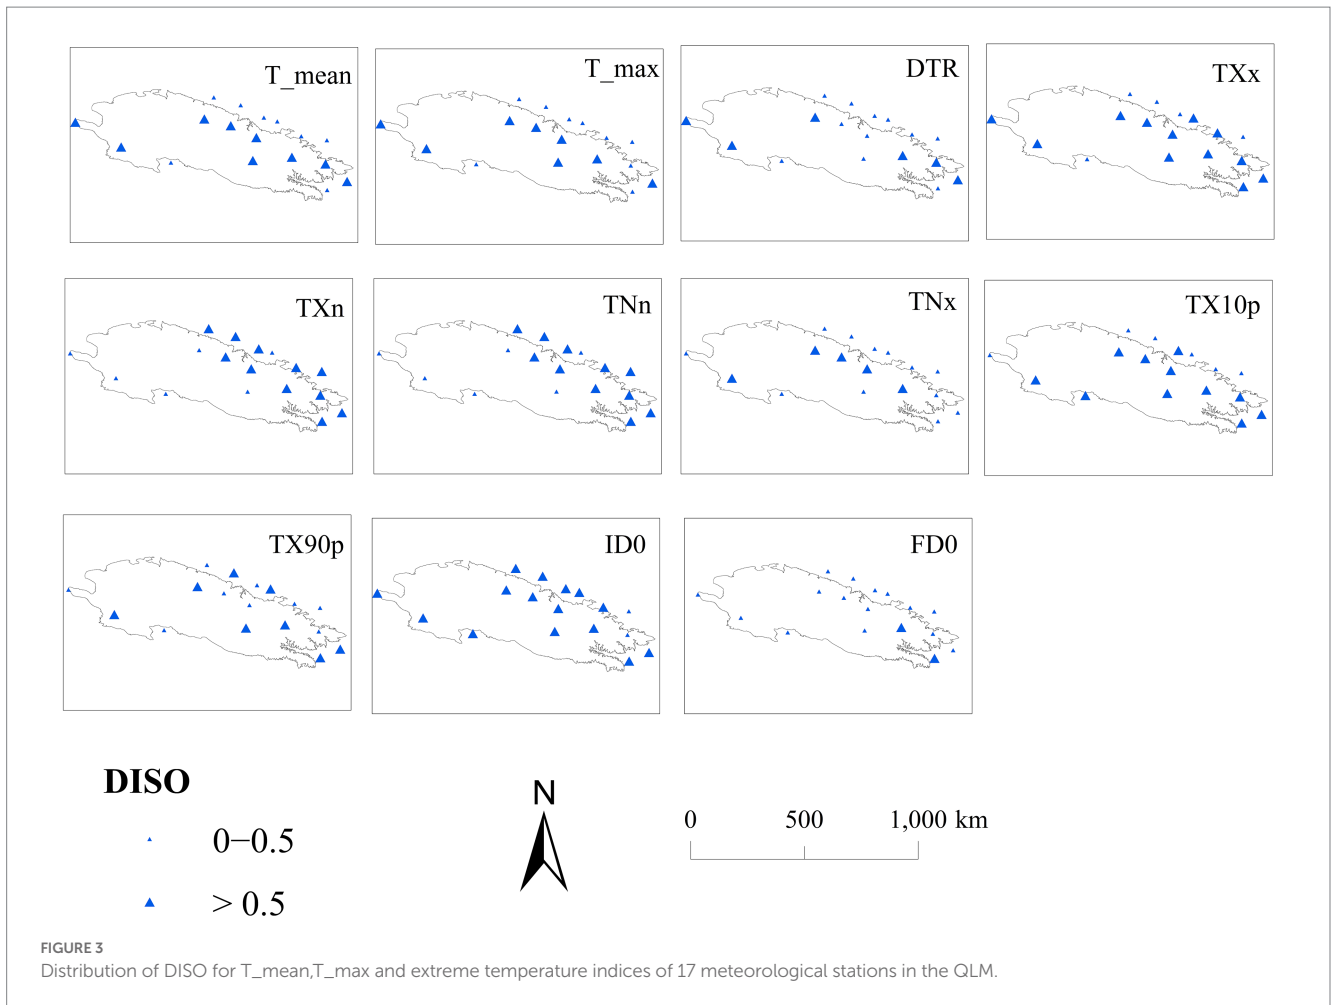 T_mean
T_max
DTR
TXx
TXn
TNn
TNx
TX10p
TX90p
ID0
FD0
DISO
0−0.5
> 0.5
N
0 500 1,000 km
FIGURE 3
Distribution of DISO for T_mean,T_max and extreme temperature indices of 17 meteorological stations in the QLM.